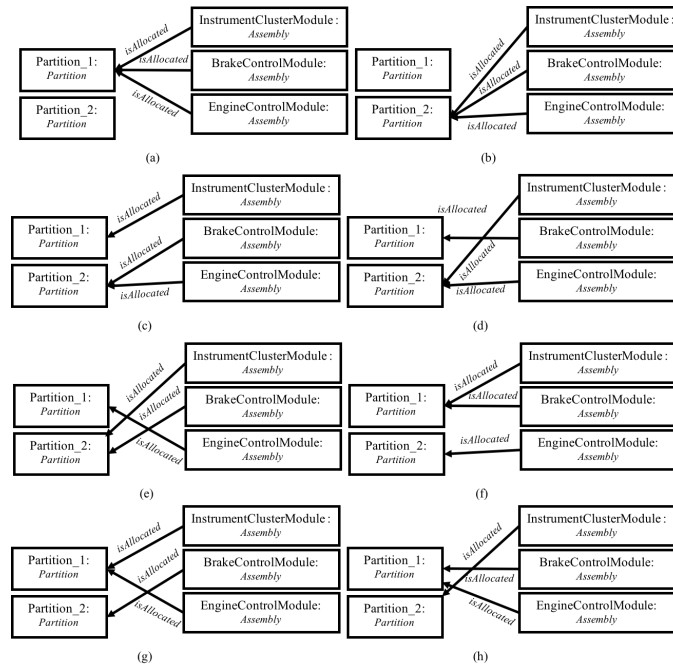 InstrumentClusterModule :
Assembly
isAllocated
Partition_1:
Partition
isAllocated
BrakeControlModule:
Assembly
Partition_2:
Partition
isAllocated
EngineControlModule:
Assembly
(a)
InstrumentClusterModule :
Assembly
isAllocated
Partition_1:
Partition
isAllocated
BrakeControlModule:
Assembly
Partition_2:
Partition
isAllocated
EngineControlModule:
Assembly
(b)
InstrumentClusterModule :
Assembly
isAllocated
Partition_1:
Partition
isAllocated
BrakeControlModule:
Assembly
Partition_2:
Partition
isAllocated
EngineControlModule:
Assembly
(c)
InstrumentClusterModule :
Assembly
isAllocated
Partition_1:
Partition
isAllocated
BrakeControlModule:
Assembly
Partition_2:
Partition
isAllocated
EngineControlModule:
Assembly
(d)
InstrumentClusterModule :
Assembly
isAllocated
Partition_1:
Partition
isAllocated
BrakeControlModule:
Assembly
Partition_2:
Partition
isAllocated
EngineControlModule:
Assembly
(e)
InstrumentClusterModule :
Assembly
isAllocated
Partition_1:
Partition
isAllocated
BrakeControlModule:
Assembly
Partition_2:
Partition
isAllocated
EngineControlModule:
Assembly
(f)
InstrumentClusterModule :
Assembly
isAllocated
Partition_1:
Partition
isAllocated
BrakeControlModule:
Assembly
Partition_2:
Partition
isAllocated
EngineControlModule:
Assembly
(g)
InstrumentClusterModule :
Assembly
isAllocated
Partition_1:
Partition
isAllocated
BrakeControlModule:
Assembly
Partition_2:
Partition
isAllocated
EngineControlModule:
Assembly
(h)